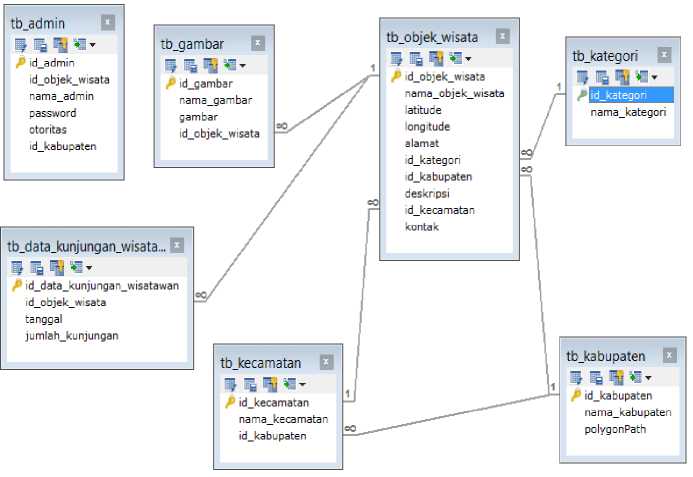 tb_admin
id_admin
id_objek_wisata
nama_admin
password
otoritas
id_kabupaten
tb_gambar
id_gambar
nama_gambar
gambar
id_objek_wisata
tb_objek_wisata
id_objek_wisata
nama_objek_wisata
latitude
longitude
alamat
id_kategori
id_kabupaten
deskripsi
id_kecamatan
kontak
tb_kategori
id_kategori
nama_kategori
tb_data_kunjungan_wisata...
id_data_kunjungan_wisatawan
id_objek_wisata
tanggal
jumlah_kunjungan
tb_kecamatan
id_kecamatan
nama_kecamatan
id_kabupaten
tb_kabupaten
id_kabupaten
nama_kabupaten
polygonPath
1
∞
1
∞
∞
∞
∞
1
∞
1